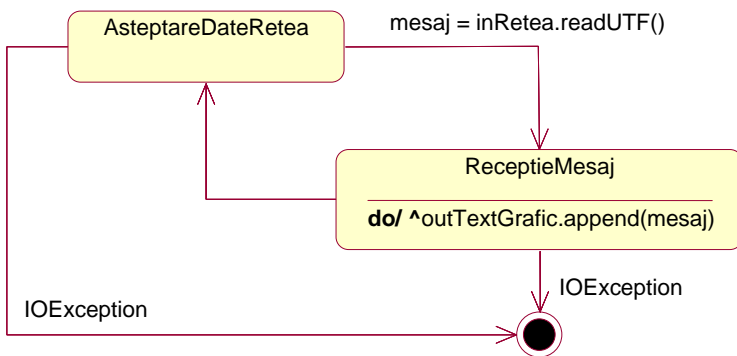 AsteptareDateRetea
mesaj = inRetea.readUTF()
ReceptieMesaj
do/ ^outTextGrafic.append(mesaj)
IOException
IOException